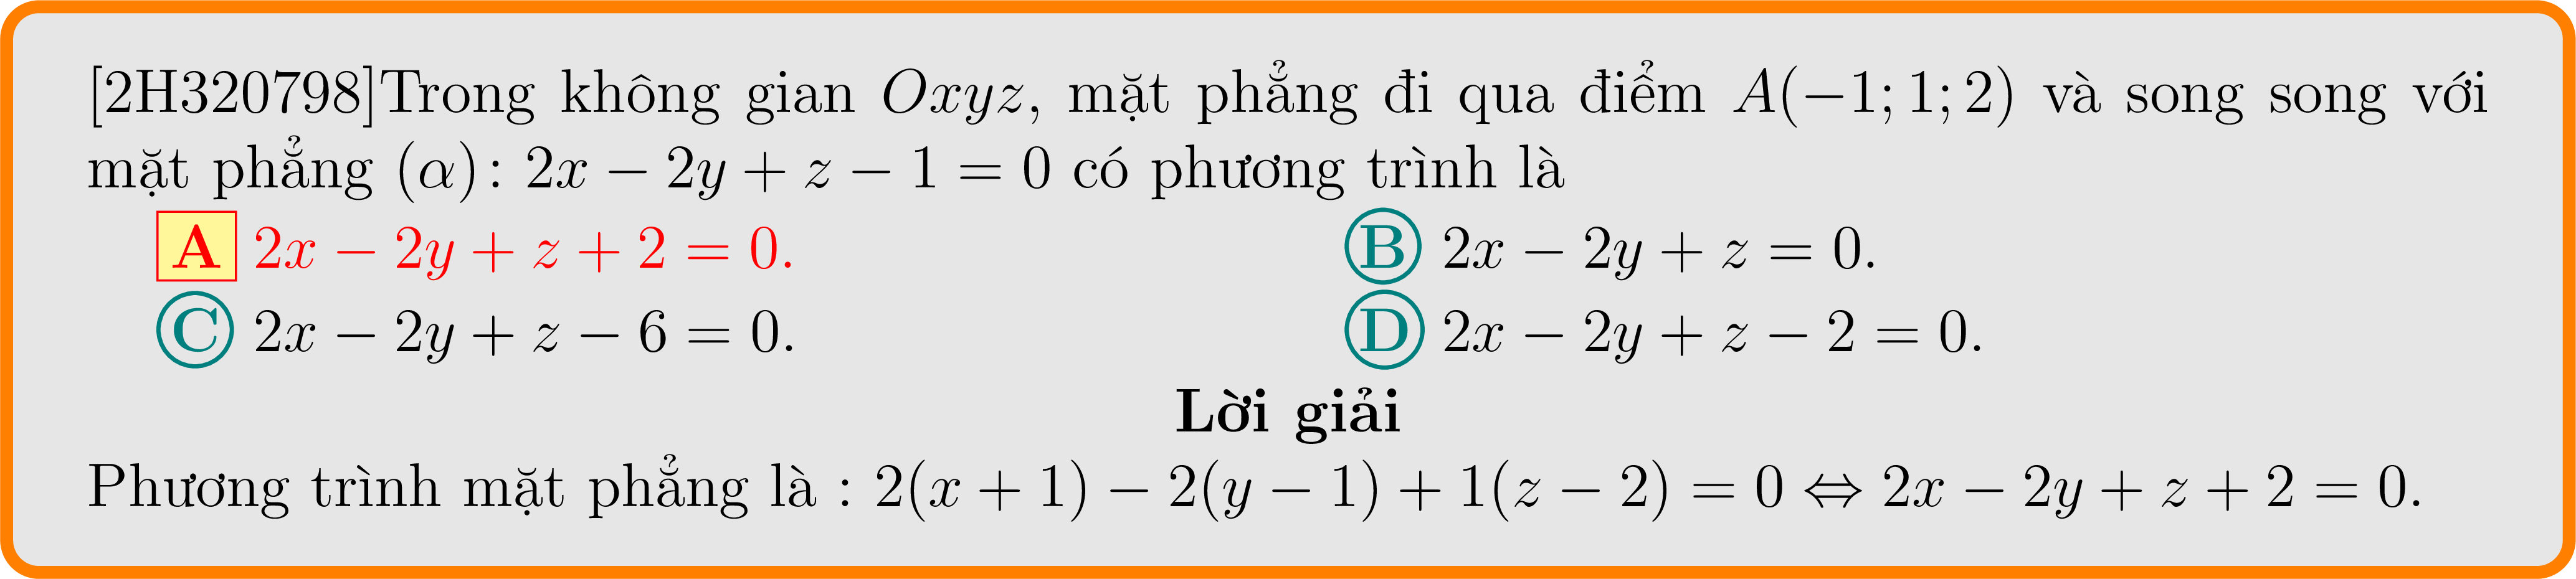 [2H320798]Trong không gian Oxyz, mặt phẳng đi qua điểm A(−1; 1; 2) và song song với
mặt phẳng (α): 2x − 2y + z − 1 = 0 có phương trình là
A 2x − 2y + z + 2 = 0. B 2x − 2y + z = 0.
C 2x − 2y + z − 6 = 0. D 2x − 2y + z − 2 = 0.
Lời giải
Phương trình mặt phẳng là : 2(x + 1) − 2(y − 1) + 1(z − 2) = 0 ⇔ 2x − 2y + z + 2 = 0.